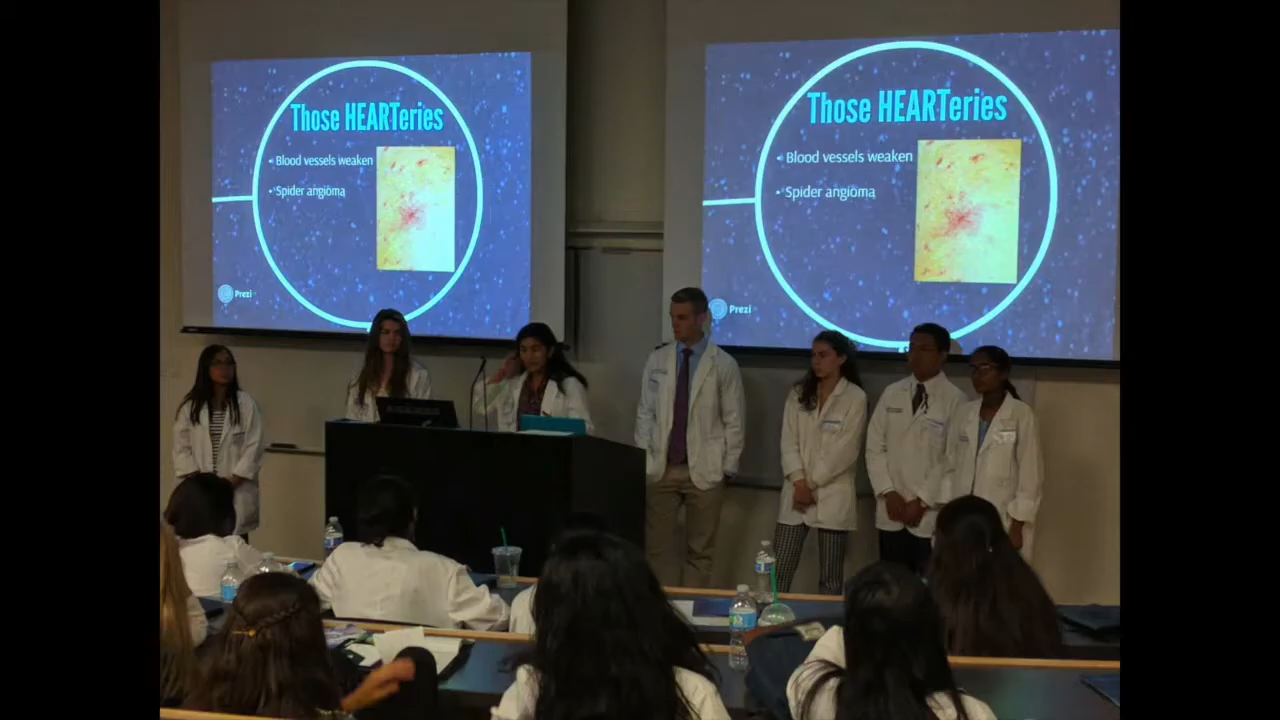 Those HEARTeries
• Blood vessels weaken
• Spider angioma
Prezi
Those HEARTeries
• Blood vessels weaken
• Spider angioma
Prezi